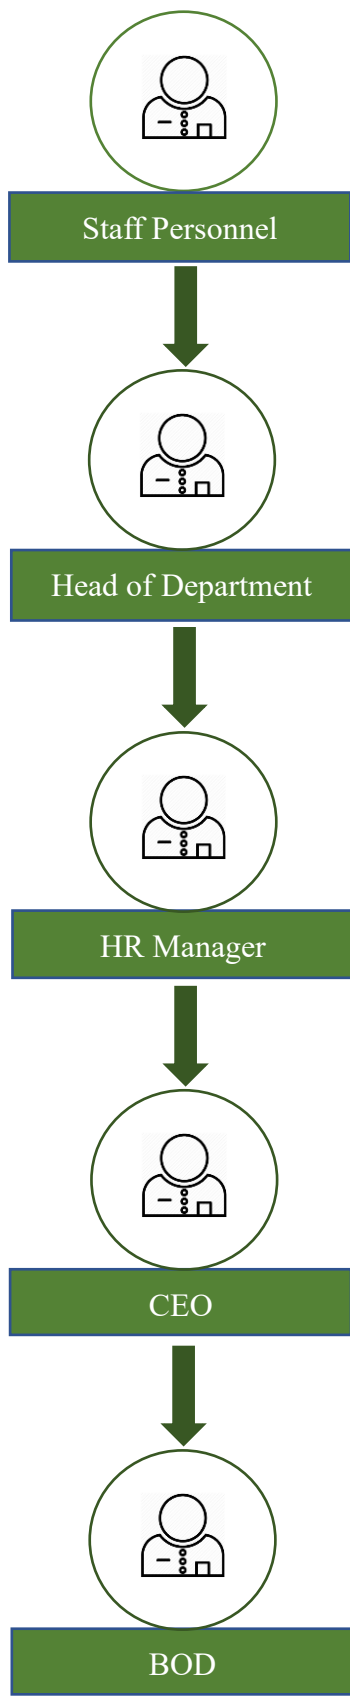 Staff Personnel
Head of Department
HR Manager
CEO
BOD